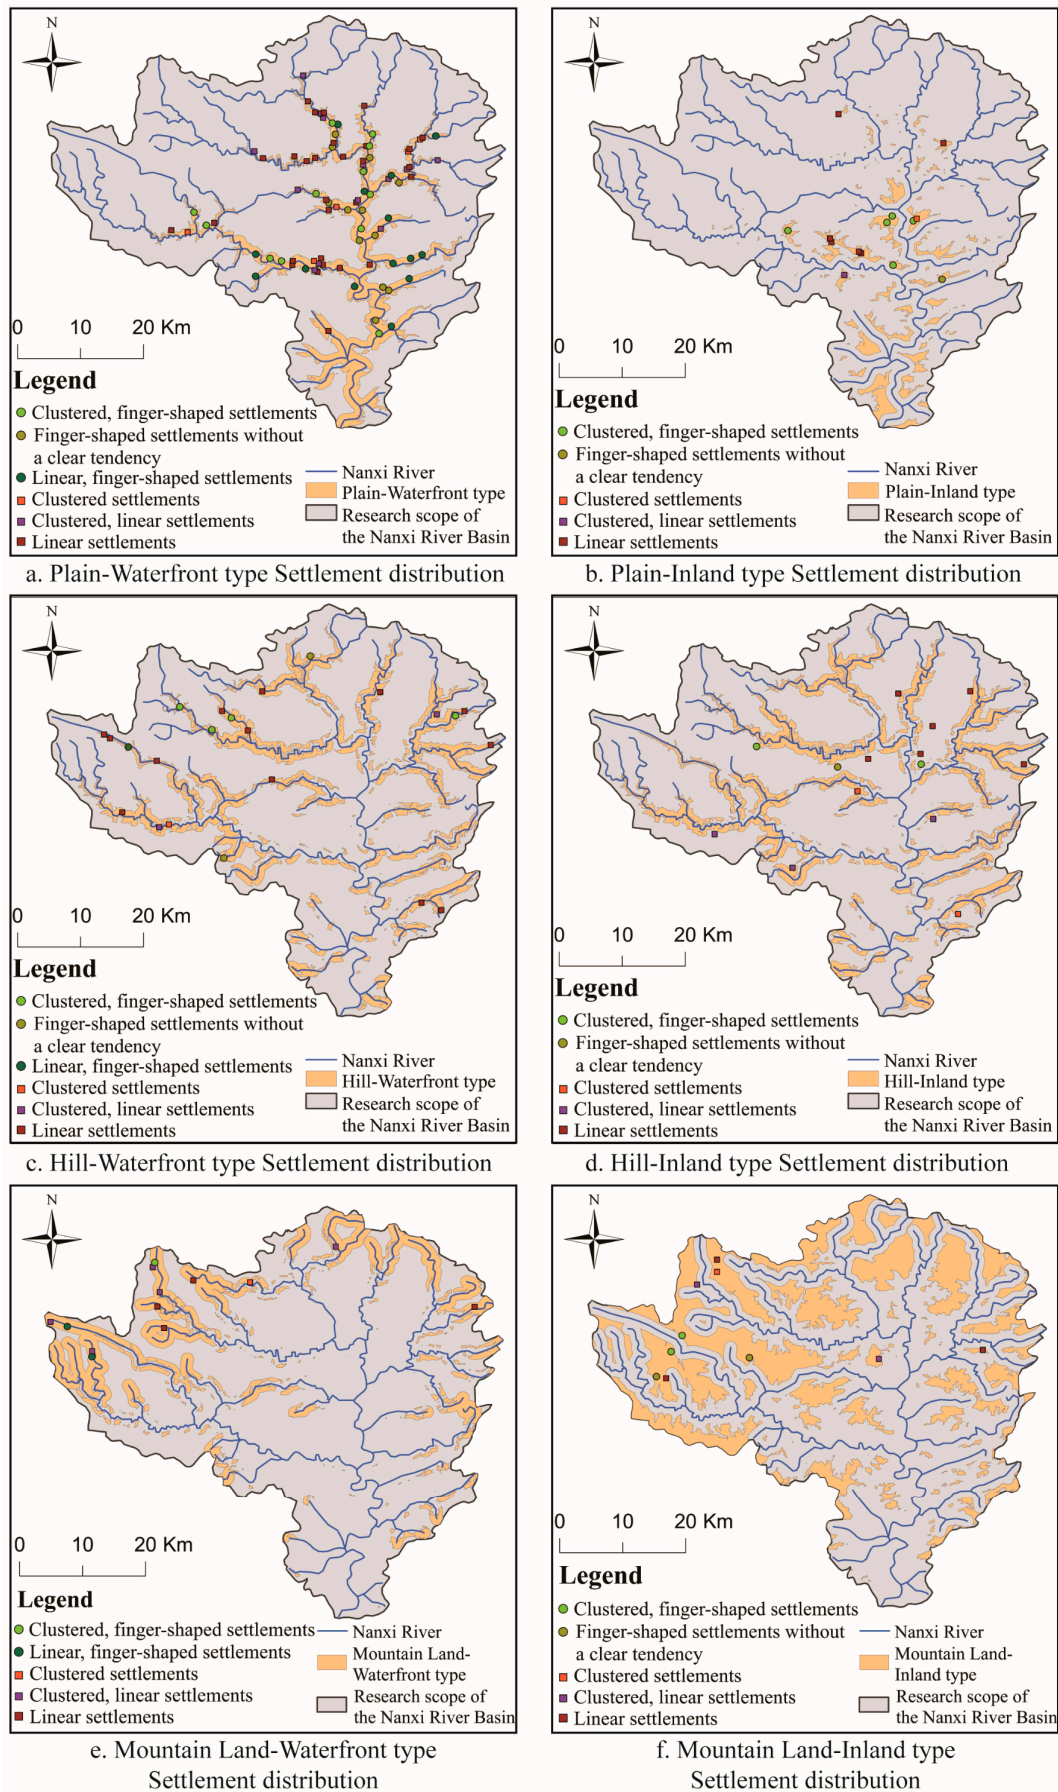 N
0 10 20 Km
Legend
Clustered, finger-shaped settlements
Finger-shaped settlements without
a clear tendency
Linear, finger-shaped settlements
Clustered settlements
Clustered, linear settlements
Linear settlements
Nanxi River
Plain-Waterfront type
Research scope of
the Nanxi River Basin
a. Plain-Waterfront type Settlement distribution
N
0 10 20 Km
Legend
Clustered, finger-shaped settlements
Finger-shaped settlements without
a clear tendency
Clustered settlements
Clustered, linear settlements
Linear settlements
Nanxi River
Plain-Inland type
Research scope of
the Nanxi River Basin
b. Plain-Inland type Settlement distribution
N
0 10 20 Km
Legend
Clustered, finger-shaped settlements
Finger-shaped settlements without
a clear tendency
Linear, finger-shaped settlements
Clustered settlements
Clustered, linear settlements
Linear settlements
Nanxi River
Hill-Waterfront type
Research scope of
the Nanxi River Basin
c. Hill-Waterfront type Settlement distribution
N
0 10 20 Km
Legend
Clustered, finger-shaped settlements
Finger-shaped settlements without
a clear tendency
Clustered settlements
Clustered, linear settlements
Linear settlements
Nanxi River
Hill-Inland type
Research scope of
the Nanxi River Basin
d. Hill-Inland type Settlement distribution
N
0 10 20 Km
Legend
Clustered, finger-shaped settlements
Linear, finger-shaped settlements
Clustered settlements
Clustered, linear settlements
Linear settlements
Nanxi River
Mountain Land-
Waterfront type
Research scope of
the Nanxi River Basin
e. Mountain Land-Waterfront type
Settlement distribution
N
0 10 20 Km
Legend
Clustered, finger-shaped settlements
Finger-shaped settlements without
a clear tendency
Clustered settlements
Clustered, linear settlements
Linear settlements
Nanxi River
Mountain Land-
Inland type
Research scope of
the Nanxi River Basin
f. Mountain Land-Inland type
Settlement distribution